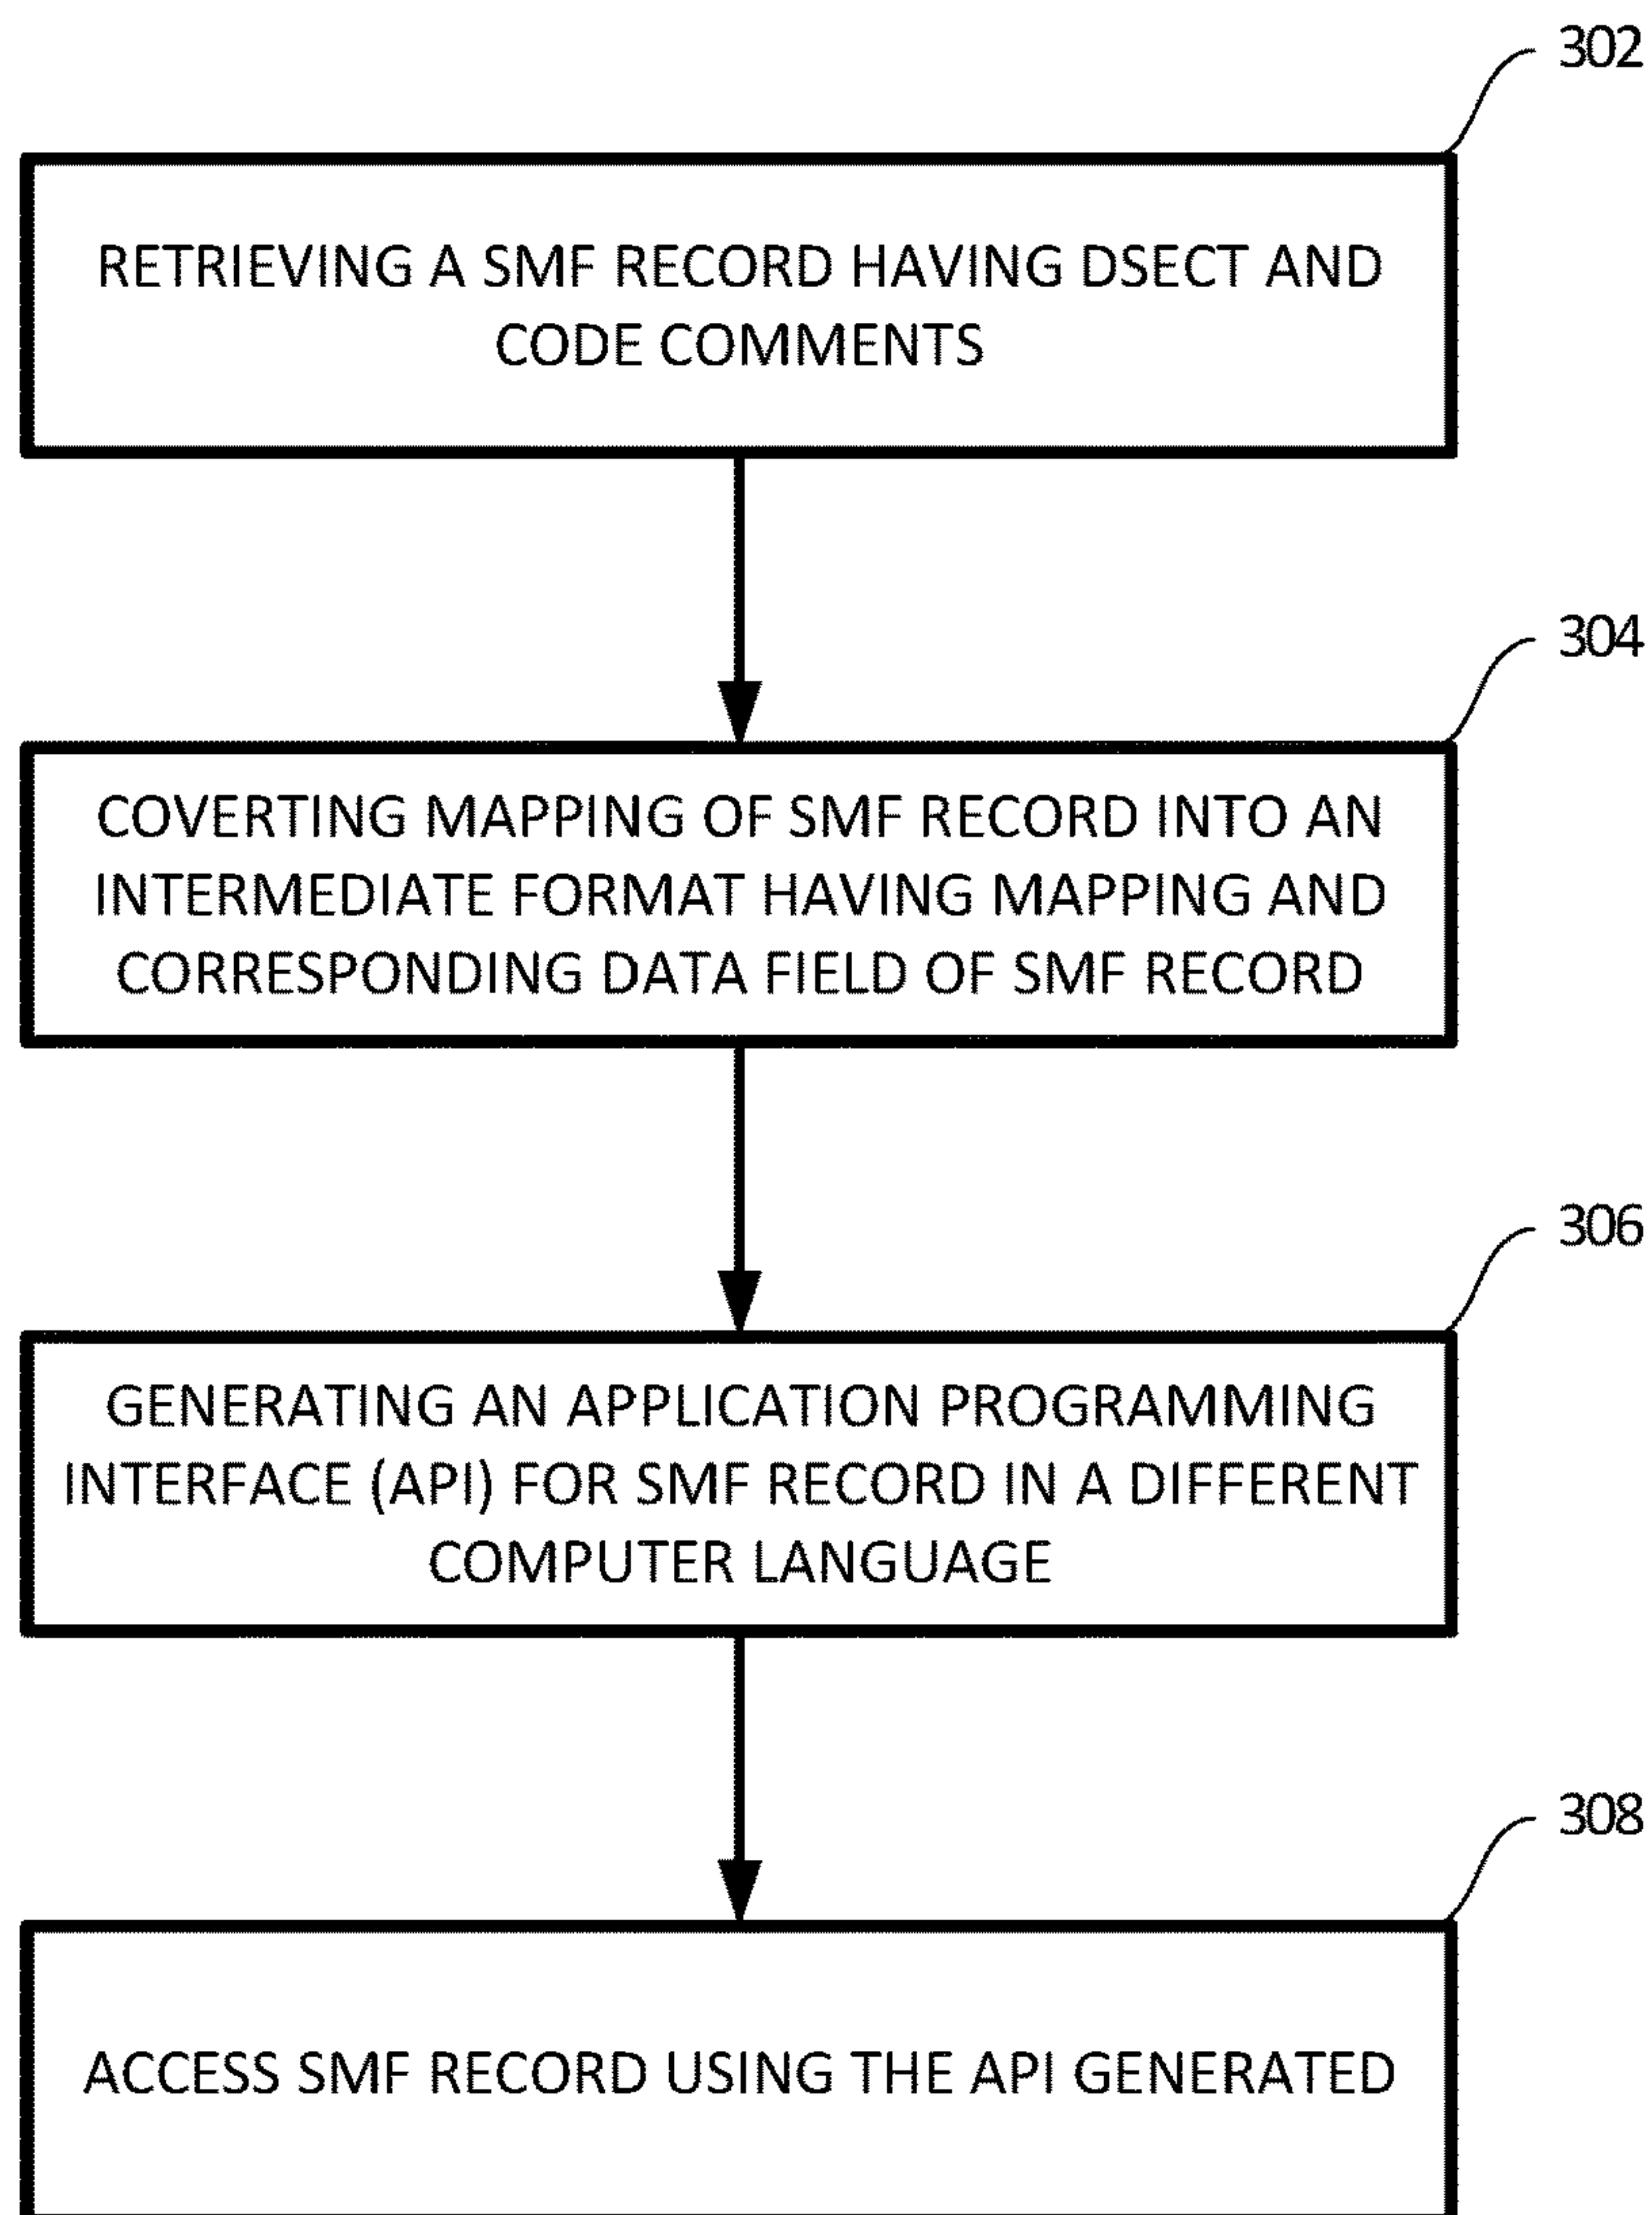 302
RETRIEVING A SMF RECORD HAVING DSECT AND
CODE COMMENTS
304
COVERTING MAPPING OF SMF RECORD INTO AN
INTERMEDIATE FORMAT HAVING MAPPING AND
CORRESPONDING DATA FIELD OF SMF RECORD
306
GENERATING AN APPLICATION PROGRAMMING
INTERFACE (API) FOR SMF RECORD IN A DIFFERENT
COMPUTER LANGUAGE
308
ACCESS SMF RECORD USING THE API GENERATED